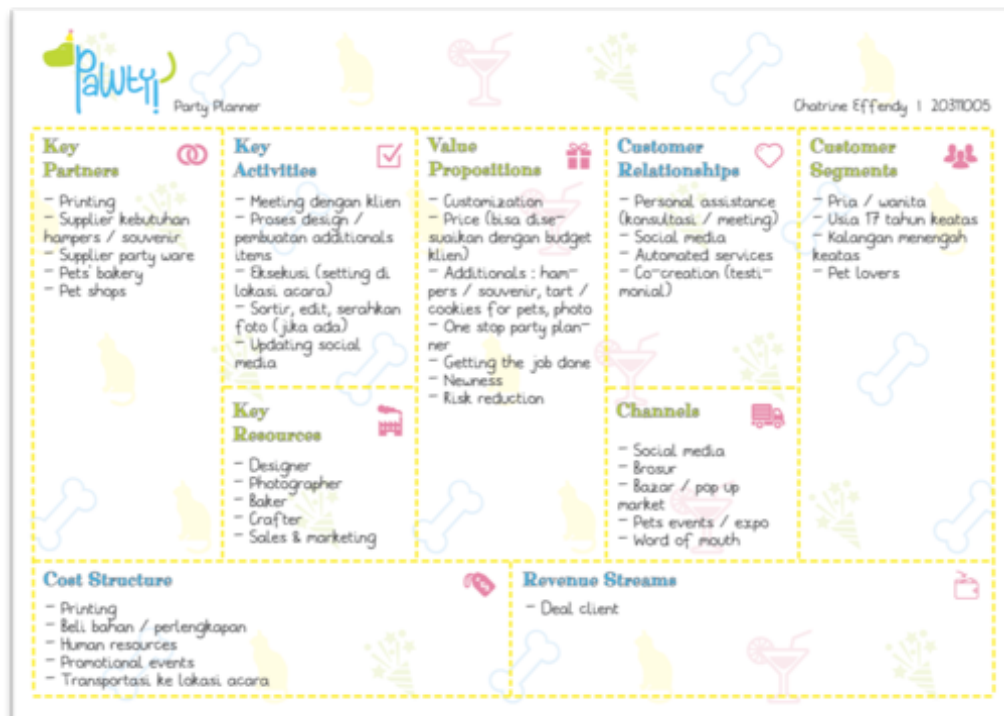 Pawty!
Party Planner
Chatrine Effendy | 20311005
Key
Partners
- Printing
- Supplier kebutuhan
hampers / souvenir
- Supplier party ware
- Pets' bakery
- Pet shops
Key
Activities
- Meeting dengan klien
- Proses design /
pembuatan additionals
items
- Eksekusi (setting di
lokasi acara)
- Sortir, edit, serahkan
foto (jika ada)
- Updating social
media
Key
Resources
- Designer
- Photographer
- Baker
- Crafter
- Sales & marketing
Value
Propositions
- Customization
- Price (bisa dise-
suaikan dengan budget
klien)
- Additionals : ham-
pers / souvenir, tart /
cookies for pets, photo
- One stop party plan-
ner
- Getting the job done
- Newness
- Risk reduction
Customer
Relationships
- Personal assistance
(konsultasi / meeting)
- Social media
- Automated services
- Co-creation (testi-
monial)
Channels
- Social media
- Brosur
- Bazar / pop up
market
- Pets events / expo
- Word of mouth
Customer
Segments
- Pria / wanita
- Usia 17 tahun keatas
- Kalangan menengah
keatas
- Pet lovers
Cost Structure
- Printing
- Beli bahan / perlengkapan
- Human resources
- Promotional events
- Transportasi ke lokasi acara
Revenue Streams
- Deal client